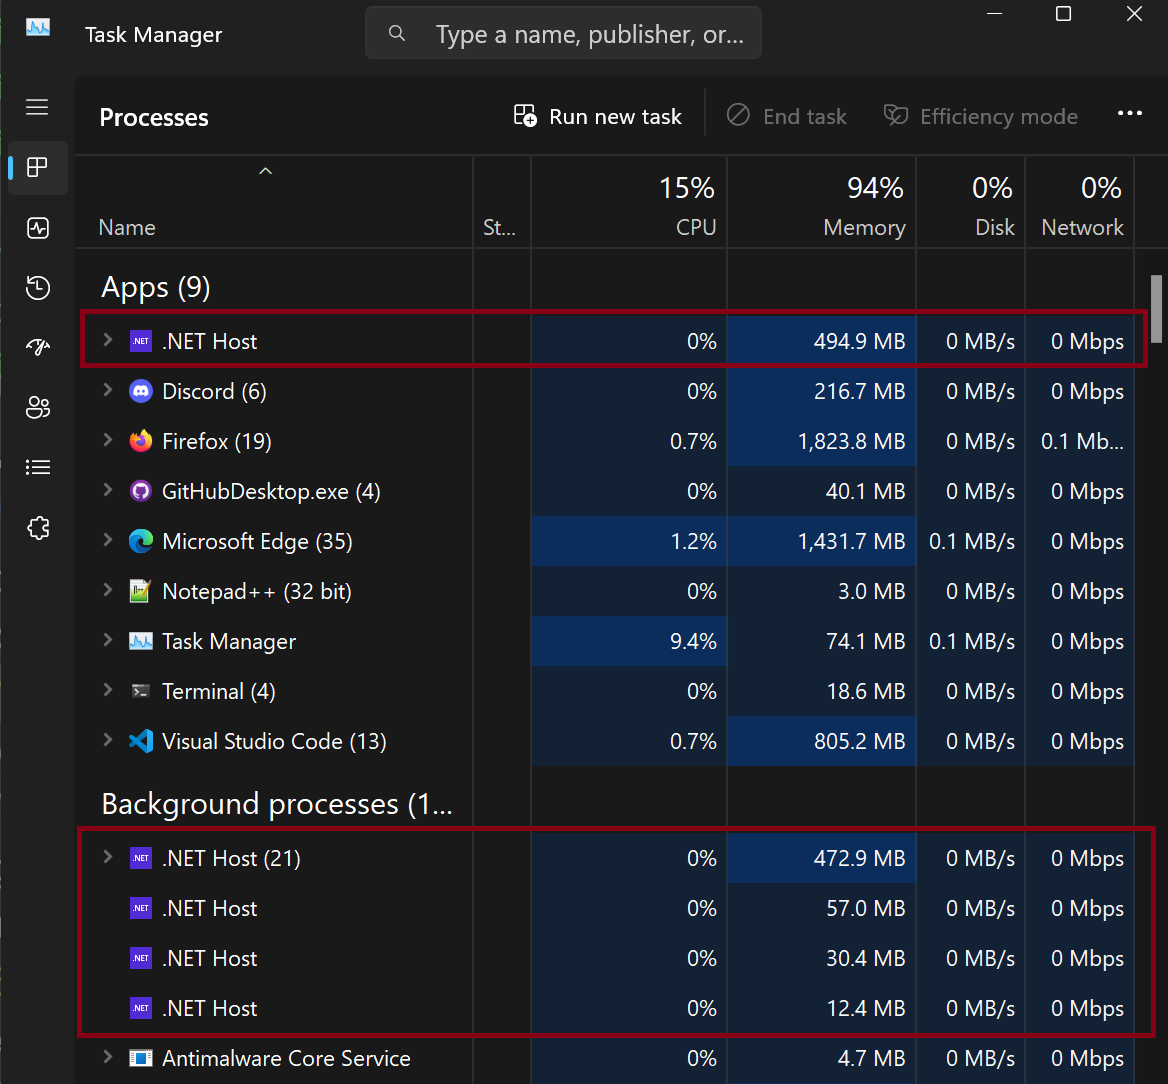 Task Manager
Type a name, publisher, or...
Processes
Run new task
End task
Efficiency mode
15% 94% 0% 0%
Name St... CPU Memory Disk Network
Apps (9)
.NET .NET Host 0% 494.9 MB 0 MB/s 0 Mbps
Discord (6) 0% 216.7 MB 0 MB/s 0 Mbps
Firefox (19) 0.7% 1,823.8 MB 0 MB/s 0.1 Mb...
GitHubDesktop.exe (4) 0% 40.1 MB 0 MB/s 0 Mbps
Microsoft Edge (35) 1.2% 1,431.7 MB 0.1 MB/s 0 Mbps
Notepad++ (32 bit) 0% 3.0 MB 0 MB/s 0 Mbps
Task Manager 9.4% 74.1 MB 0.1 MB/s 0 Mbps
Terminal (4) 0% 18.6 MB 0 MB/s 0 Mbps
Visual Studio Code (13) 0.7% 805.2 MB 0 MB/s 0 Mbps
Background processes (1...
.NET .NET Host (21) 0% 472.9 MB 0 MB/s 0 Mbps
.NET .NET Host 0% 57.0 MB 0 MB/s 0 Mbps
.NET .NET Host 0% 30.4 MB 0 MB/s 0 Mbps
.NET .NET Host 0% 12.4 MB 0 MB/s 0 Mbps
Antimalware Core Service 0% 4.7 MB 0 MB/s 0 Mbps